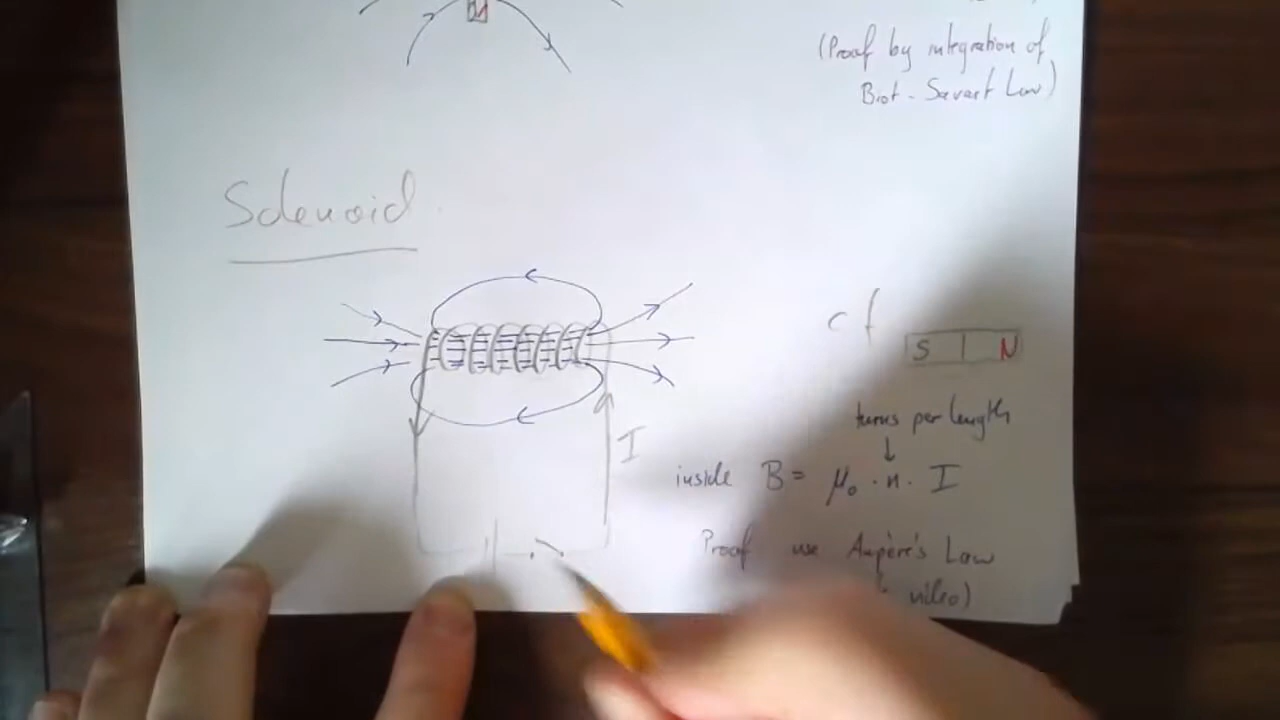 (Proof by integration of
Biot-Savart Law)
Solenoid
cf
S N
turns per length
I
inside B = μ₀ · n · I
Proof use Ampère's Law
video)